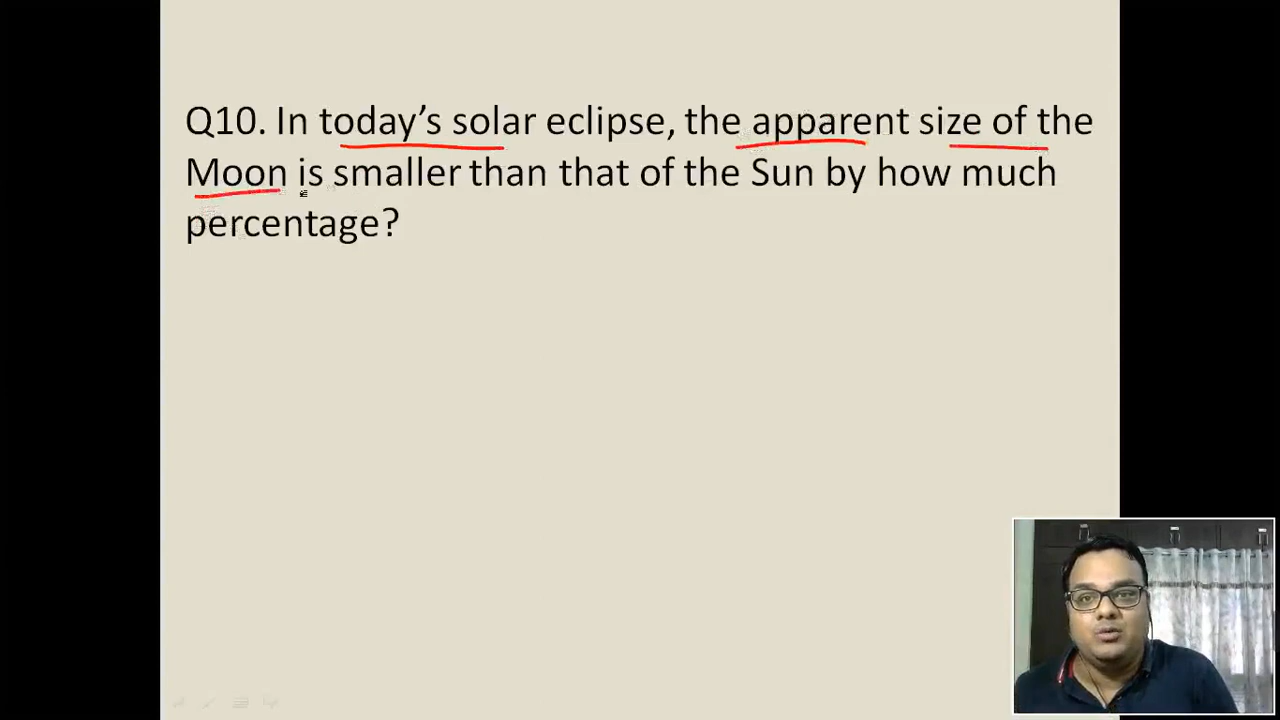 Q10. In today’s solar eclipse, the apparent size of the
Moon is smaller than that of the Sun by how much
percentage?